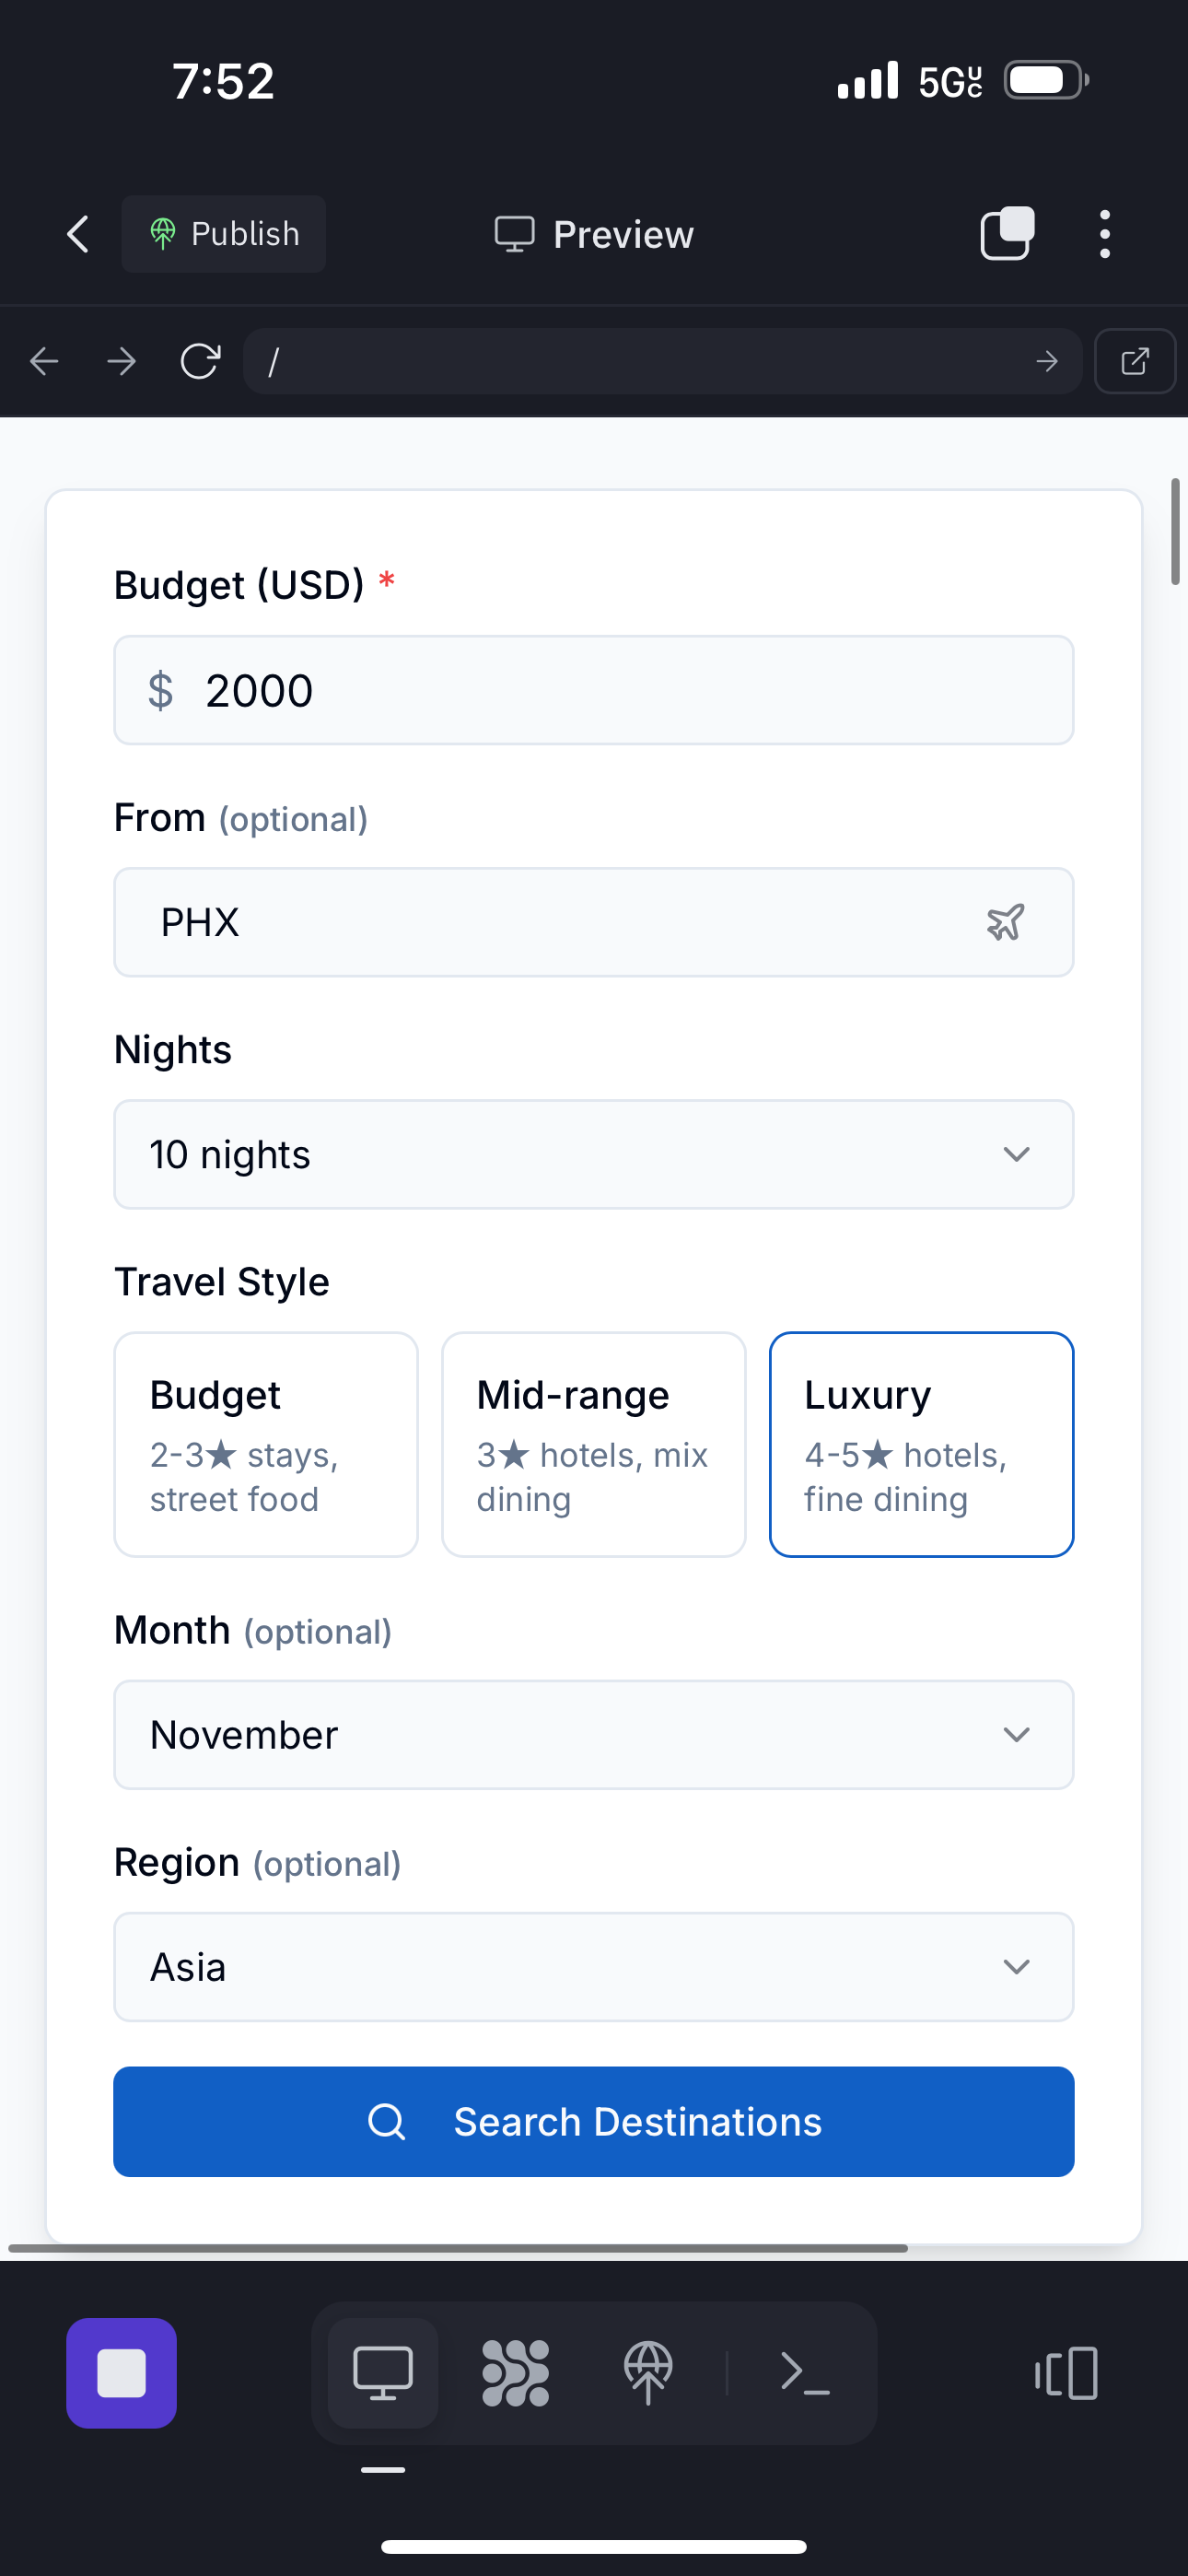 7:52
5GUC
Publish
Preview
/
Budget (USD) *
$ 2000
From (optional)
PHX
Nights
10 nights
Travel Style
Budget
2-3★ stays,
street food
Mid-range
3★ hotels, mix
dining
Luxury
4-5★ hotels,
fine dining
Month (optional)
November
Region (optional)
Asia
Search Destinations